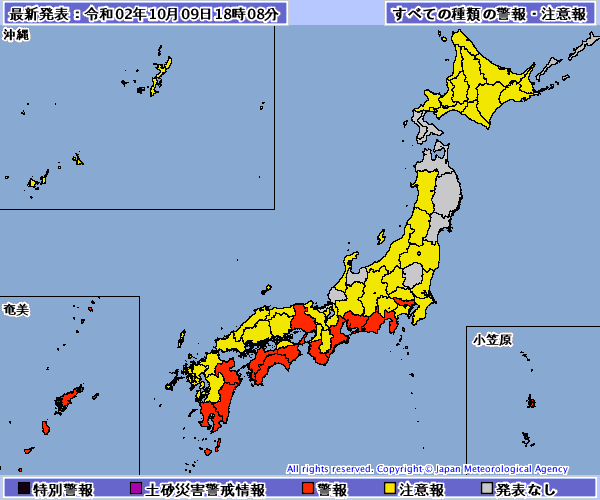 最新発表：令和02年10月09日18時08分
すべての種類の警報・注意報
沖縄
奄美
小笠原
All rights reserved. Copyright © Japan Meteorological Agency
特別警報 土砂災害警戒情報 警報 注意報 発表なし